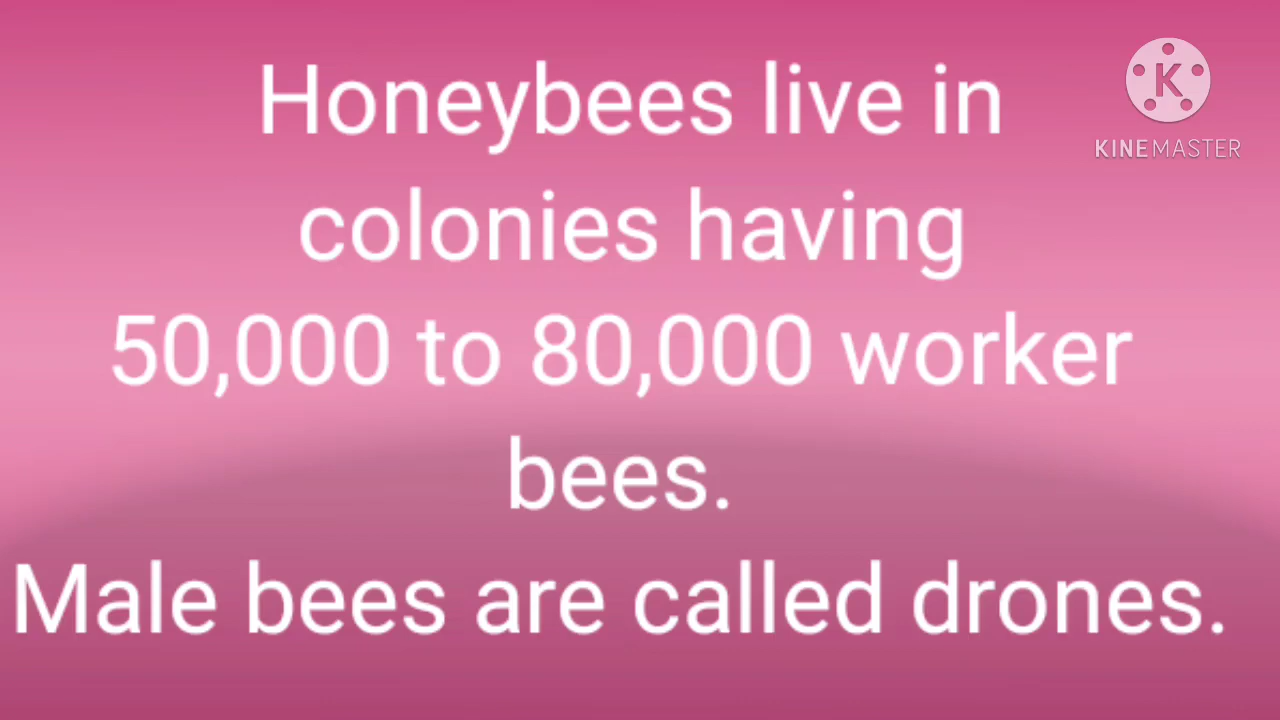 Honeybees live in
colonies having
50,000 to 80,000 worker
bees.
Male bees are called drones.
K
KINEMASTER